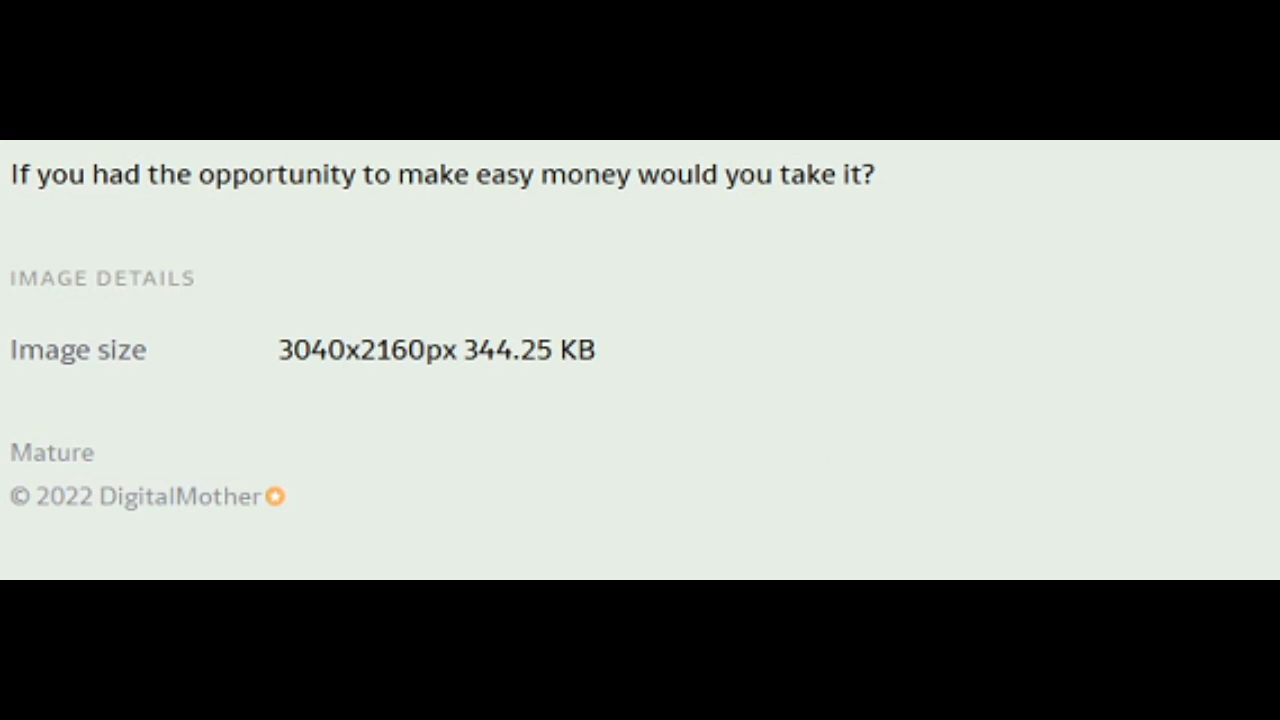 If you had the opportunity to make easy money would you take it?
IMAGE DETAILS
Image size 3040x2160px 344.25 KB
Mature
© 2022 DigitalMother